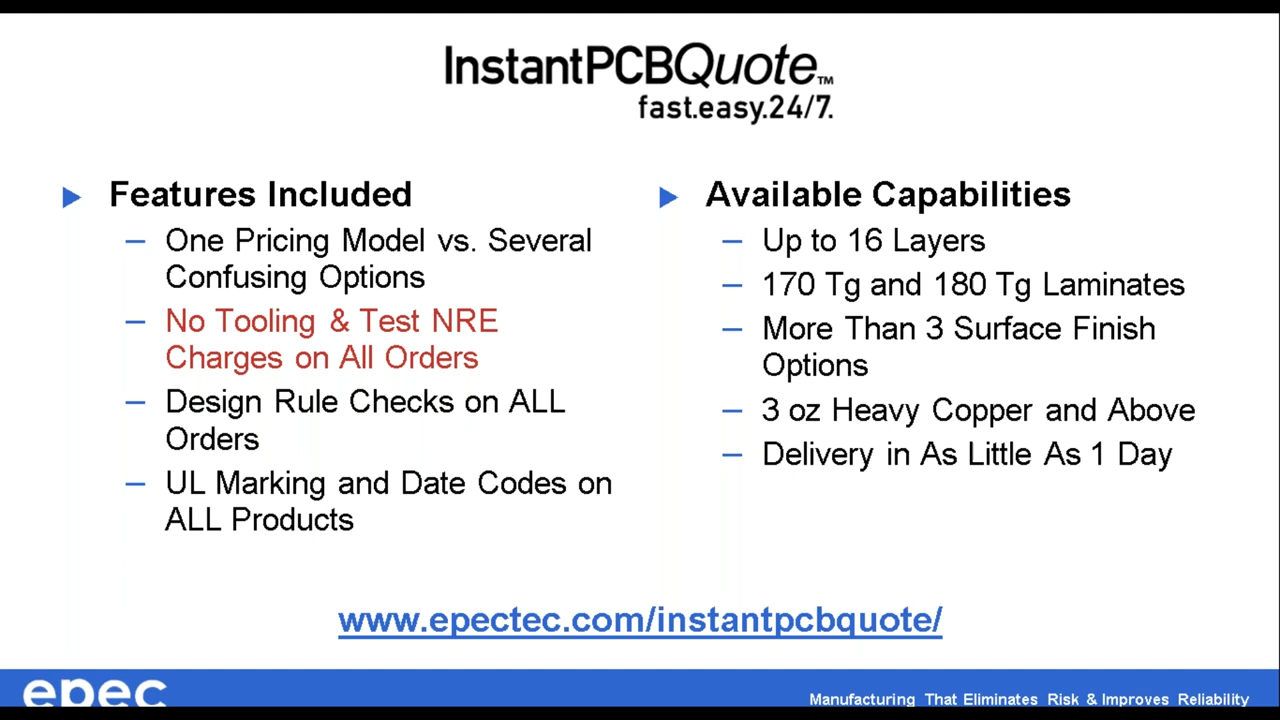 InstantPCBQuote™
fast.easy.24/7.
Features Included
– One Pricing Model vs. Several
Confusing Options
– No Tooling & Test NRE
Charges on All Orders
– Design Rule Checks on ALL
Orders
– UL Marking and Date Codes on
ALL Products
Available Capabilities
– Up to 16 Layers
– 170 Tg and 180 Tg Laminates
– More Than 3 Surface Finish
Options
– 3 oz Heavy Copper and Above
– Delivery in As Little As 1 Day
www.epectec.com/instantpcbquote/
epec
Manufacturing That Eliminates Risk & Improves Reliability